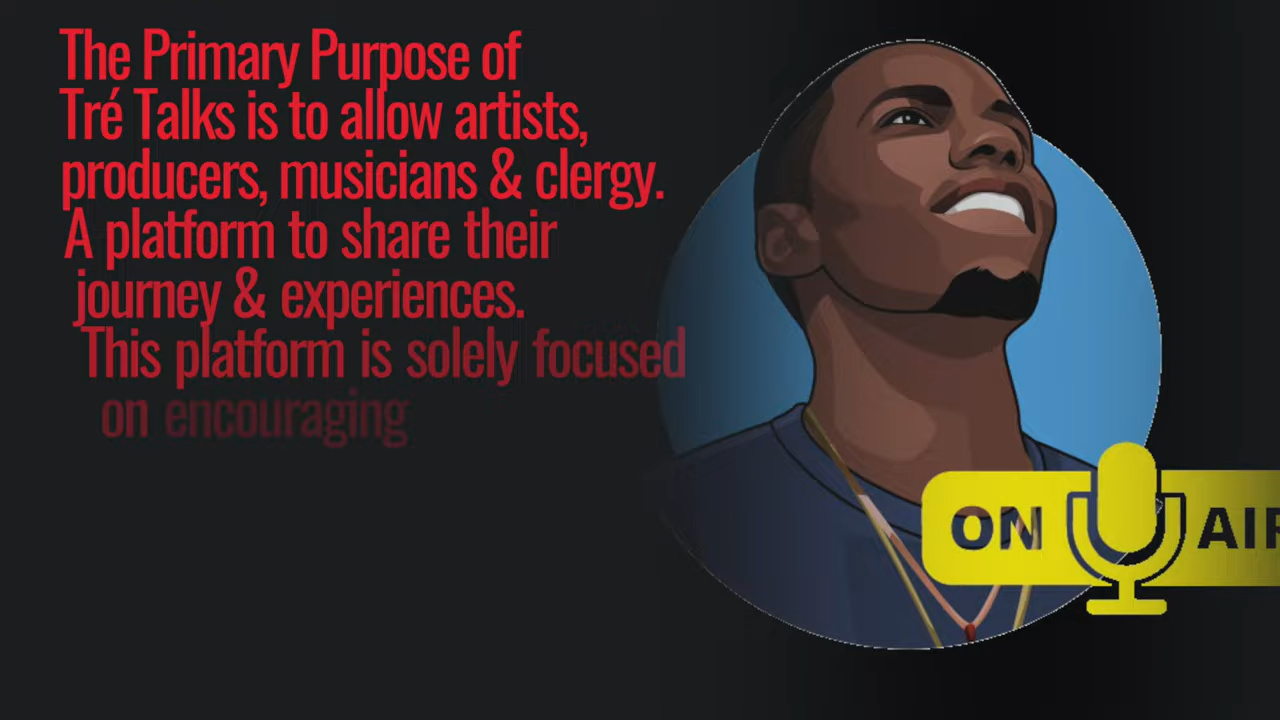 The Primary Purpose of
Tré Talks is to allow artists,
producers, musicians & clergy.
A platform to share their
journey & experiences.
This platform is solely focused
on encouraging
ON AIR